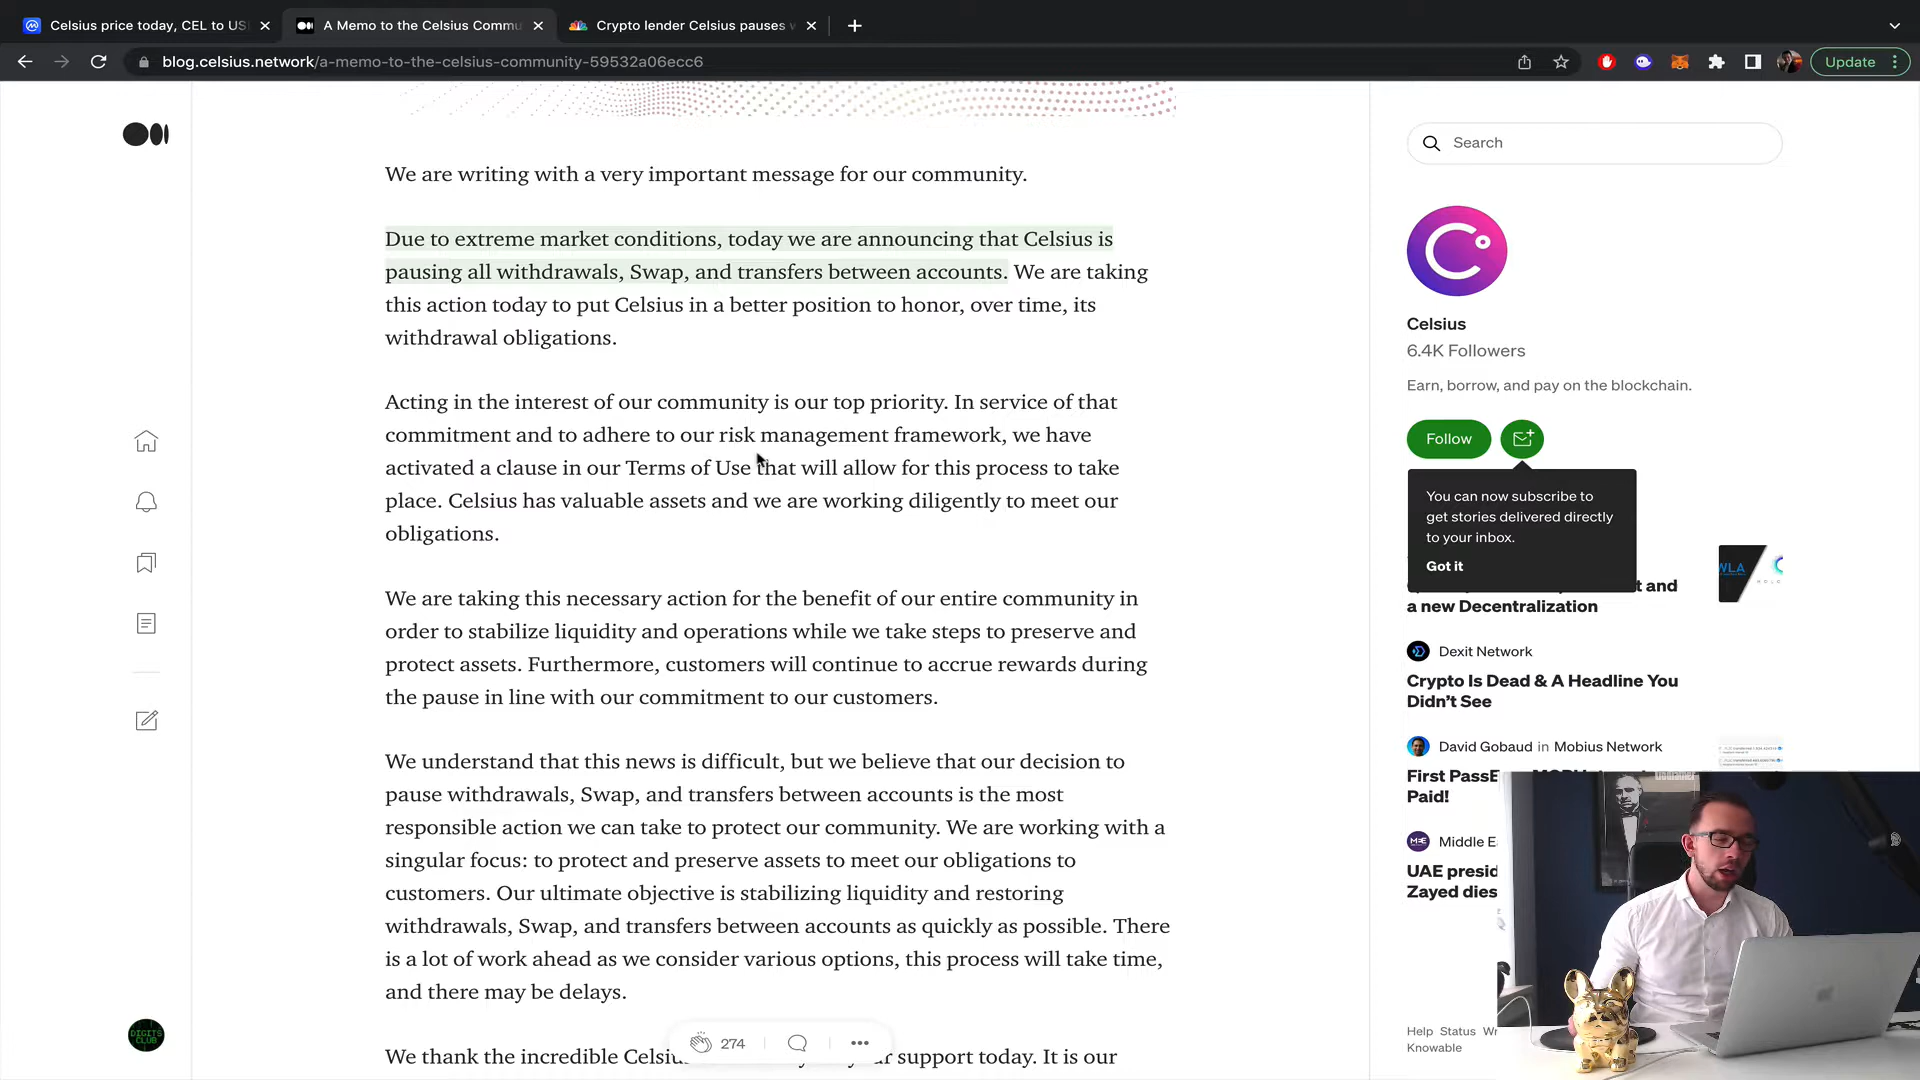 Celsius price today, CEL to US
A Memo to the Celsius Commu
Crypto lender Celsius pauses w
blog.celsius.network/a-memo-to-the-celsius-community-59532a06ecc6
Update
We are writing with a very important message for our community.
Due to extreme market conditions, today we are announcing that Celsius is
pausing all withdrawals, Swap, and transfers between accounts. We are taking
this action today to put Celsius in a better position to honor, over time, its
withdrawal obligations.
Acting in the interest of our community is our top priority. In service of that
commitment and to adhere to our risk management framework, we have
activated a clause in our Terms of Use that will allow for this process to take
place. Celsius has valuable assets and we are working diligently to meet our
obligations.
We are taking this necessary action for the benefit of our entire community in
order to stabilize liquidity and operations while we take steps to preserve and
protect assets. Furthermore, customers will continue to accrue rewards during
the pause in line with our commitment to our customers.
We understand that this news is difficult, but we believe that our decision to
pause withdrawals, Swap, and transfers between accounts is the most
responsible action we can take to protect our community. We are working with a
singular focus: to protect and preserve assets to meet our obligations to
customers. Our ultimate objective is stabilizing liquidity and restoring
withdrawals, Swap, and transfers between accounts as quickly as possible. There
is a lot of work ahead as we consider various options, this process will take time,
and there may be delays.
We thank the incredible Celsiu support today. It is our
274
DIGITS
CLUB
Search
Celsius
6.4K Followers
Earn, borrow, and pay on the blockchain.
Follow
You can now subscribe to
get stories delivered directly
to your inbox.
Got it
t and
a new Decentralization
WLA
Dexit Network
Crypto Is Dead & A Headline You
Didn’t See
David Gobaud in Mobius Network
First PassE
Paid!
Middle E
UAE presid
Zayed dies
Help Status Wr
Knowable